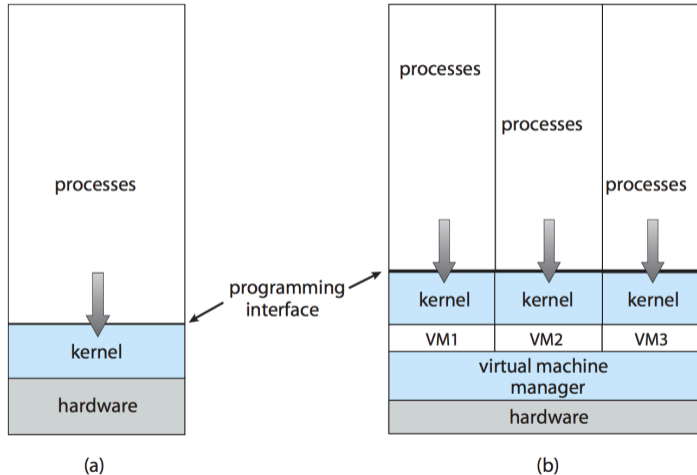 processes
kernel
hardware
(a)
programming
interface
processes
processes
processes
kernel
kernel
kernel
VM1
VM2
VM3
virtual machine
manager
hardware
(b)